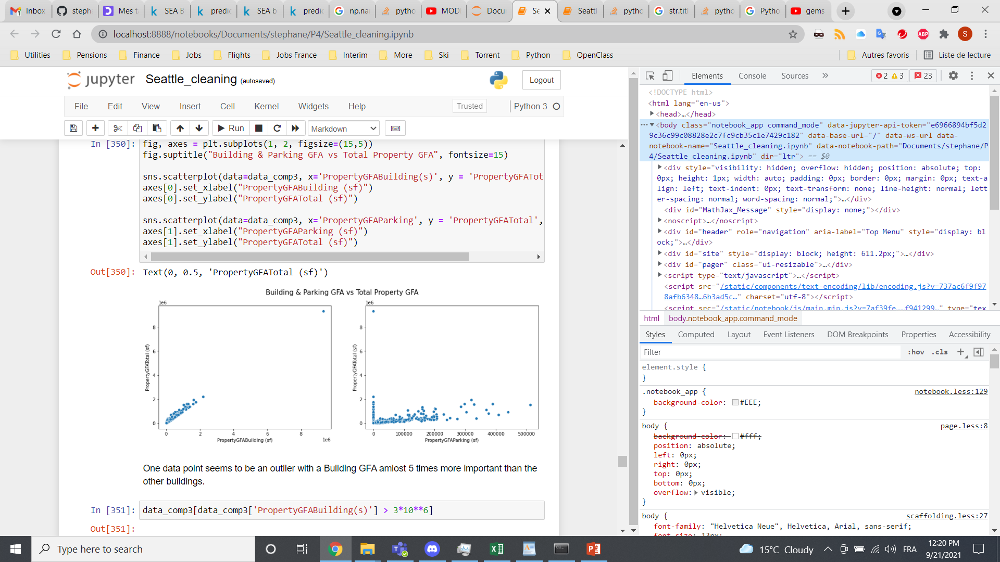 Inbox
steph
Mes t
SEA B
predic
SEA b
predic
np.na
pytho
MOD
Docu
Se
Seattl
pytho
str.titl
pytho
Pytho
gems
localhost:8888/notebooks/Documents/stephane/P4/Seattle_cleaning.ipynb
ABP
S
Utilities
Pensions
Finance
Jobs
Flights
Jobs France
Interim
More
Ski
Torrent
Python
OpenClass
Autres favoris
Liste de lecture
jupyter
Seattle_cleaning (autosaved)
Logout
File
Edit
View
Insert
Cell
Kernel
Widgets
Help
Trusted
Python 3
Run
Markdown
In [350]:
fig, axes = plt.subplots(1, 2, figsize=(15,5))
fig.suptitle("Building & Parking GFA vs Total Property GFA", fontsize=15)
sns.scatterplot(data=data_comp3, x='PropertyGFABuilding(s)', y = 'PropertyGFATot
axes[0].set_xlabel("PropertyGFABuilding (sf)")
axes[0].set_ylabel("PropertyGFATotal (sf)")
sns.scatterplot(data=data_comp3, x='PropertyGFAParking', y = 'PropertyGFATotal',
axes[1].set_xlabel("PropertyGFAParking (sf)")
axes[1].set_ylabel("PropertyGFATotal (sf)")
Out[350]: Text(0, 0.5, 'PropertyGFATotal (sf)')
Building & Parking GFA vs Total Property GFA
1e6
8
6
4
2
0
PropertyGFATotal (sf)
0 2 4 6 8
PropertyGFABuilding (sf)
1e6
1e6
8
6
4
2
0
PropertyGFATotal (sf)
0 100000 200000 300000 400000 500000
PropertyGFAParking (sf)
One data point seems to be an outlier with a Building GFA amlost 5 times more important than the
other buildings.
In [351]: data_comp3[data_comp3['PropertyGFABuilding(s)'] > 3*10**6]
Out[351]:
Elements
Console
Sources
2
3
23
<!DOCTYPE html>
<html lang="en-us">
<head>…</head>
<body class="notebook_app command_mode" data-jupyter-api-token="e6966894bf5d2
9c36c99c08828e2c7fc9cb35c1e7429c182" data-base-url="/" data-ws-url data-
notebook-name="Seattle_cleaning.ipynb" data-notebook-path="Documents/stephane/P
4/Seattle_cleaning.ipynb" dir="ltr"> == $0
<div style="visibility: hidden; overflow: hidden; position: absolute; top:
0px; height: 1px; width: auto; padding: 0px; border: 0px; margin: 0px; text-a
lign: left; text-indent: 0px; text-transform: none; line-height: normal; lett
er-spacing: normal; word-spacing: normal;">…</div>
<div id="MathJax_Message" style="display: none;"></div>
<noscript>…</noscript>
<div id="header" role="navigation" aria-label="Top Menu" style="display: bl
ock;">…</div>
<div id="site" style="display: block; height: 611.2px;">…</div>
<div id="pager" class="ui-resizable">…</div>
<script type="text/javascript">…</script>
<script src="/static/components/text-encoding/lib/encoding.js?v=737ac6f9f97
8afb6348…6b3ad5c…" charset="utf-8"></script>
<script src="/static/notebook/js/main.min.js?v=7af39fe……f941299…" type="tex
html
body.notebook_app.command_mode
Styles
Computed
Layout
Event Listeners
DOM Breakpoints
Properties
Accessibility
Filter
:hov
.cls
element.style {
}
.notebook_app {
notebook.less:129
background-color: #EEE;
}
body {
page.less:8
background-color: #fff;
position: absolute;
left: 0px;
right: 0px;
top: 0px;
bottom: 0px;
overflow: visible;
}
body {
scaffolding.less:27
font-family: "Helvetica Neue", Helvetica, Arial, sans-serif;
font-size: 13px;
Type here to search
15°C Cloudy
FRA
12:20 PM
9/21/2021